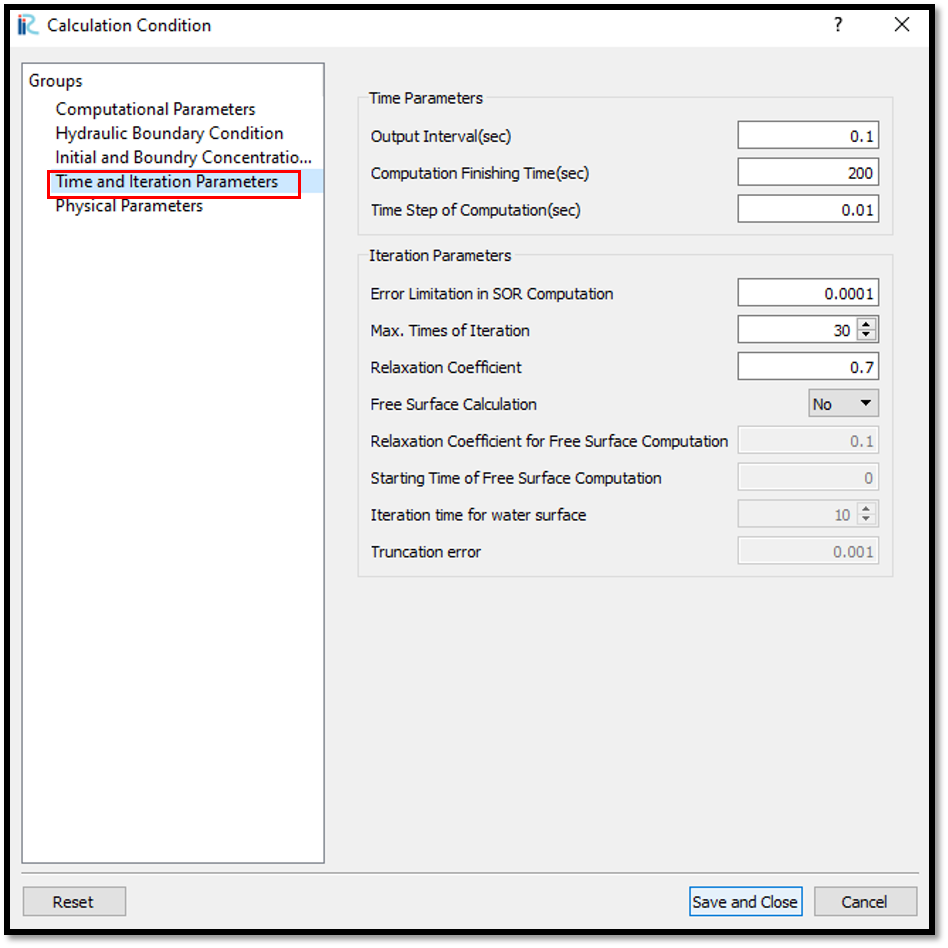 iRIC Calculation Condition ?
Groups
Computational Parameters
Hydraulic Boundary Condition
Initial and Boundry Concentratio...
Time and Iteration Parameters
Physical Parameters
Time Parameters
Output Interval(sec) 0.1
Computation Finishing Time(sec) 200
Time Step of Computation(sec) 0.01
Iteration Parameters
Error Limitation in SOR Computation 0.0001
Max. Times of Iteration 30
Relaxation Coefficient 0.7
Free Surface Calculation No
Relaxation Coefficient for Free Surface Computation 0.1
Starting Time of Free Surface Computation 0
Iteration time for water surface 10
Truncation error 0.001
Reset Save and Close Cancel